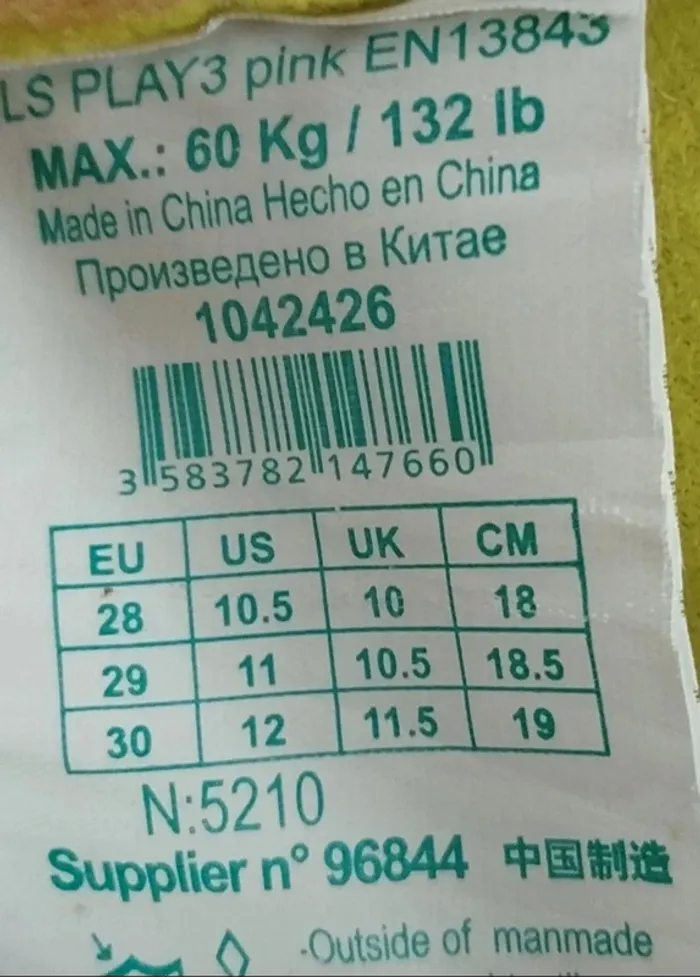 LS PLAY3 pink EN13843
MAX.: 60 Kg / 132 lb
Made in China Hecho en China
Произведено в Китае
1042426
3 583782 147660
EU US UK CM
28 10.5 10 18
29 11 10.5 18.5
30 12 11.5 19
N:5210
Supplier n° 96844 中国制造
-Outside of manmade